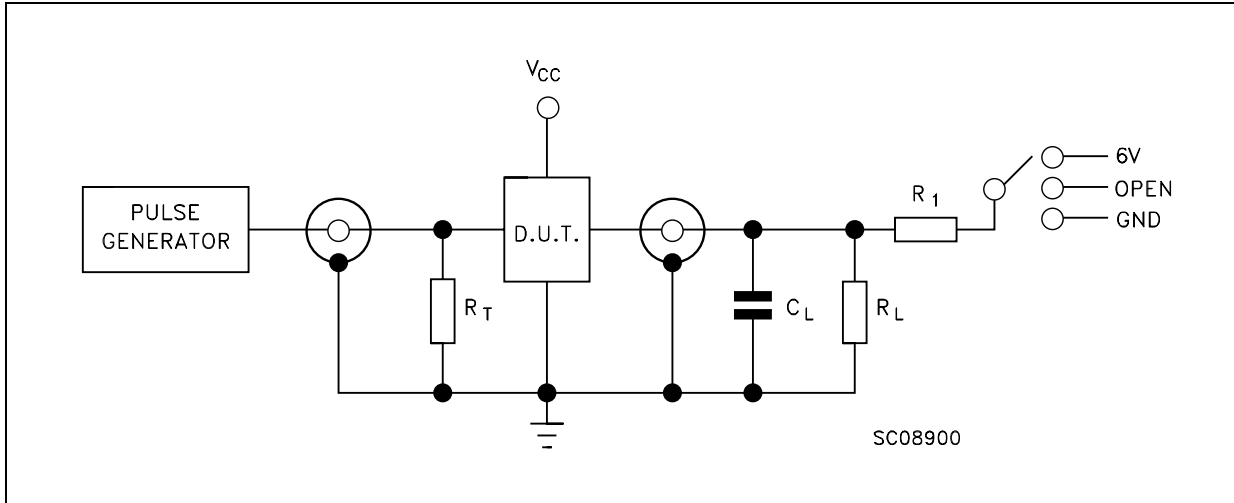 VCC
PULSE
GENERATOR
D.U.T.
RT
CL
RL
R1
6V
OPEN
GND
SC08900